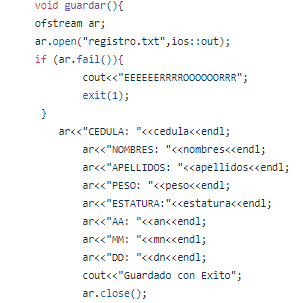 void guardar(){
ofstream ar;
ar.open("registro.txt",ios::out);
if (ar.fail()){
cout<<"EEEEEERRRROOOOOORRR";
exit(1);
}
ar<<"CEDULA: "<<cedula<<endl;
ar<<"NOMBRES: "<<nombres<<endl;
ar<<"APELLIDOS: "<<apellidos<<endl;
ar<<"PESO: "<<peso<<endl;
ar<<"ESTATURA:"<<estatura<<endl;
ar<<"AA: "<<an<<endl;
ar<<"MM: "<<mn<<endl;
ar<<"DD: "<<dn<<endl;
cout<<"Guardado con Exito";
ar.close();